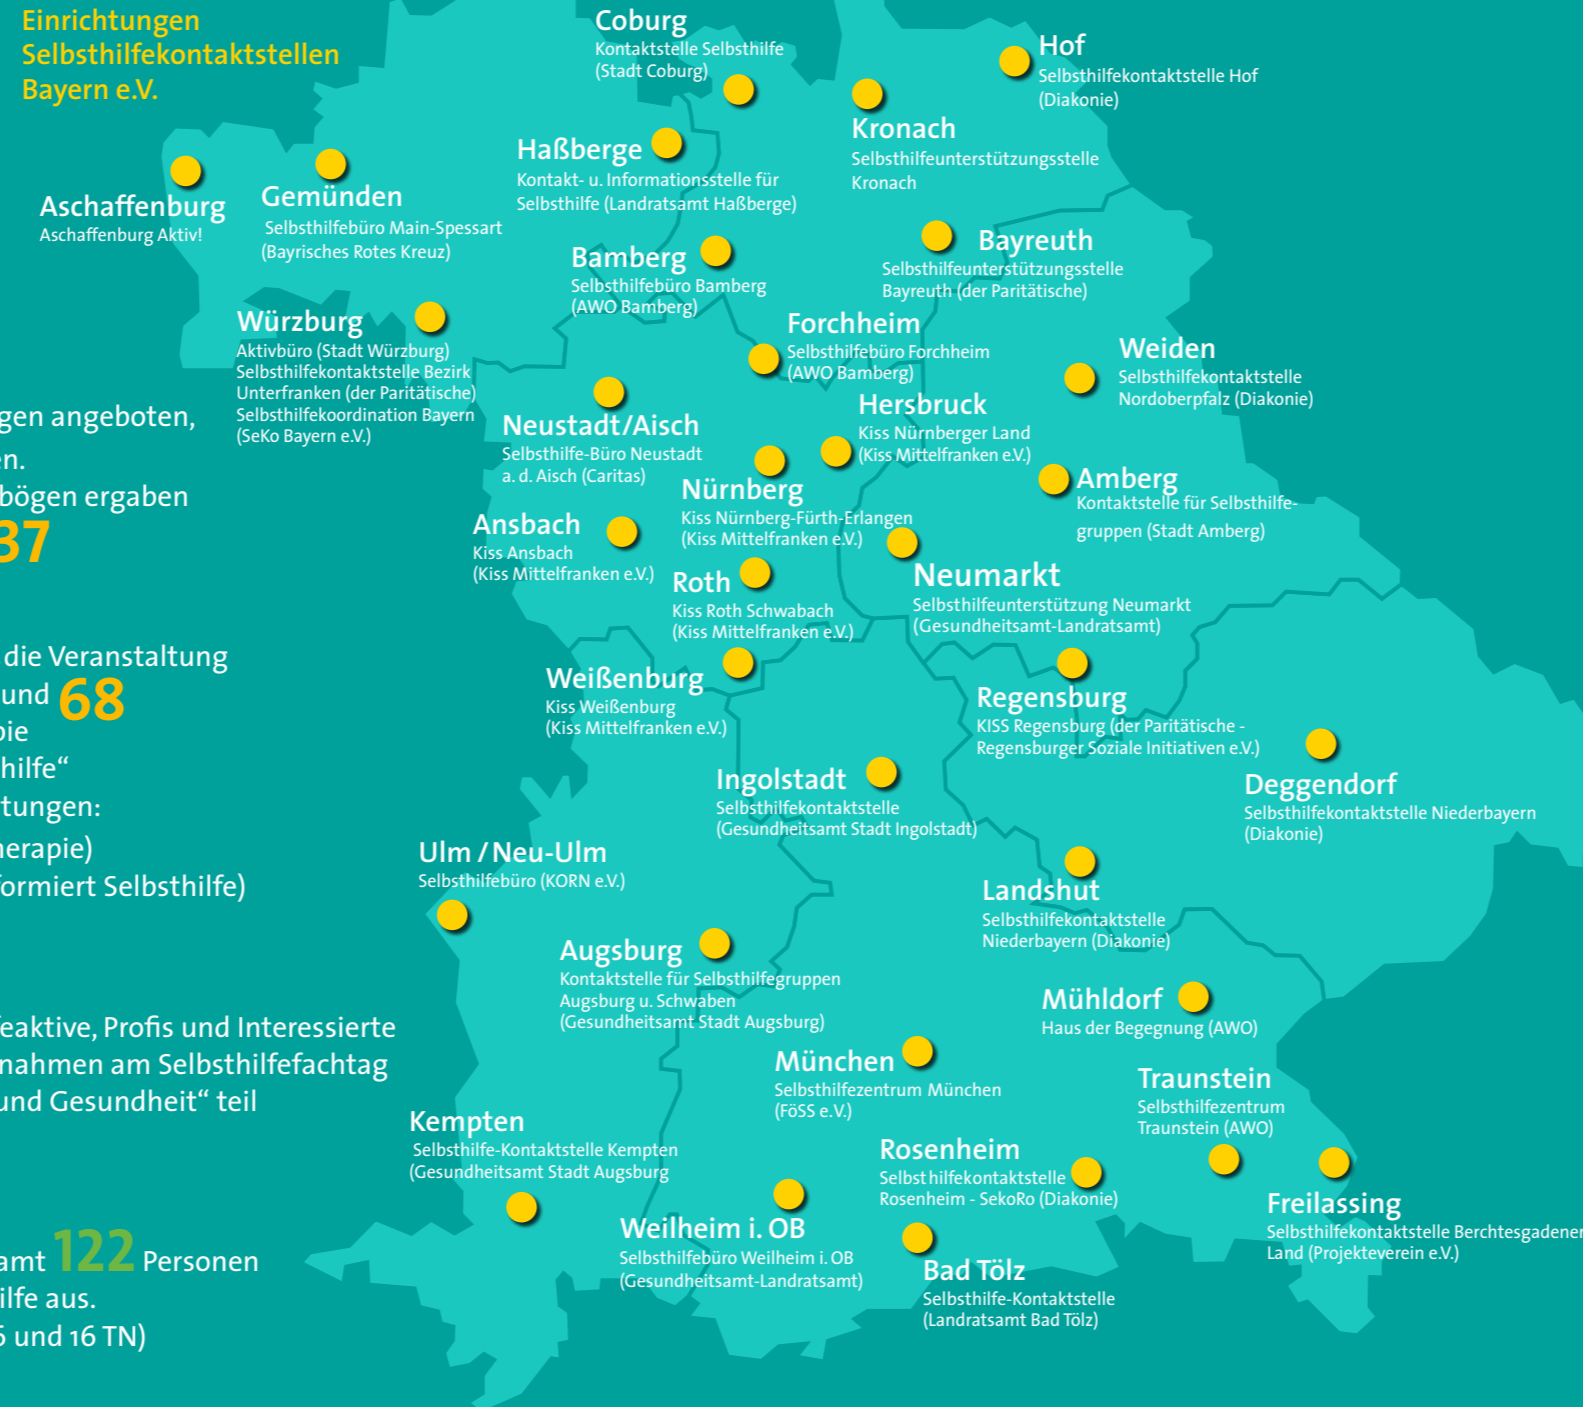 Einrichtungen
Selbsthilfekontaktstellen
Bayern e.V.
Coburg
Kontaktstelle Selbsthilfe
(Stadt Coburg)
Hof
Selbsthilfekontaktstelle Hof
(Diakonie)
Kronach
Selbsthilfeunterstützungsstelle
Kronach
Haßberge
Kontakt- u. Informationsstelle für
Selbsthilfe (Landratsamt Haßberge)
Aschaffenburg
Aschaffenburg Aktiv!
Gemünden
Selbsthilfebüro Main-Spessart
(Bayrisches Rotes Kreuz)
Bamberg
Selbsthilfebüro Bamberg
(AWO Bamberg)
Bayreuth
Selbsthilfeunterstützungsstelle
Bayreuth (der Paritätische)
Würzburg
Aktivbüro (Stadt Würzburg)
Selbsthilfekontaktstelle Bezirk
Unterfranken (der Paritätische)
Selbsthilfekoordination Bayern
(SeKo Bayern e.V.)
Forchheim
Selbsthilfebüro Forchheim
(AWO Bamberg)
Weiden
Selbsthilfekontaktstelle
Nordoberpfalz (Diakonie)
Neustadt/Aisch
Selbsthilfe-Büro Neustadt
a. d. Aisch (Caritas)
Hersbruck
Kiss Nürnberger Land
(Kiss Mittelfranken e.V.)
Nürnberg
Kiss Nürnberg-Fürth-Erlangen
(Kiss Mittelfranken e.V.)
Amberg
Kontaktstelle für Selbsthilfe-
gruppen (Stadt Amberg)
Ansbach
Kiss Ansbach
(Kiss Mittelfranken e.V.)
Roth
Kiss Roth Schwabach
(Kiss Mittelfranken e.V.)
Neumarkt
Selbsthilfeunterstützung Neumarkt
(Gesundheitsamt-Landratsamt)
Weißenburg
Kiss Weißenburg
(Kiss Mittelfranken e.V.)
Regensburg
KISS Regensburg (der Paritätische -
Regensburger Soziale Initiativen e.V.)
Ingolstadt
Selbsthilfekontaktstelle
(Gesundheitsamt Stadt Ingolstadt)
Deggendorf
Selbsthilfekontaktstelle Niederbayern
(Diakonie)
Ulm / Neu-Ulm
Selbsthilfebüro (KORN e.V.)
Landshut
Selbsthilfekontaktstelle
Niederbayern (Diakonie)
Augsburg
Kontaktstelle für Selbsthilfegruppen
Augsburg u. Schwaben
(Gesundheitsamt Stadt Augsburg)
Mühldorf
Haus der Begegnung (AWO)
München
Selbsthilfezentrum München
(FöSS e.V.)
Traunstein
Selbsthilfezentrum
Traunstein (AWO)
Kempten
Selbsthilfe-Kontaktstelle Kempten
(Gesundheitsamt Stadt Augsburg
Rosenheim
Selbsthilfekontaktstelle
Rosenheim - SekoRo (Diakonie)
Freilassing
Selbsthilfekontaktstelle Berchtesgadener
Land (Projekteverein e.V.)
Weilheim i. OB
Selbsthilfebüro Weilheim i. OB
(Gesundheitsamt-Landratsamt)
Bad Tölz
Selbsthilfe-Kontaktstelle
(Landratsamt Bad Tölz)
gen angeboten,
en.
bögen ergaben
37
die Veranstaltung
und 68
pie
hilfe“
tungen:
herapie)
formiert Selbsthilfe)
eaktive, Profis und Interessierte
nahmen am Selbsthilfefachtag
und Gesundheit“ teil
amt 122 Personen
ilfe aus.
6 und 16 TN)